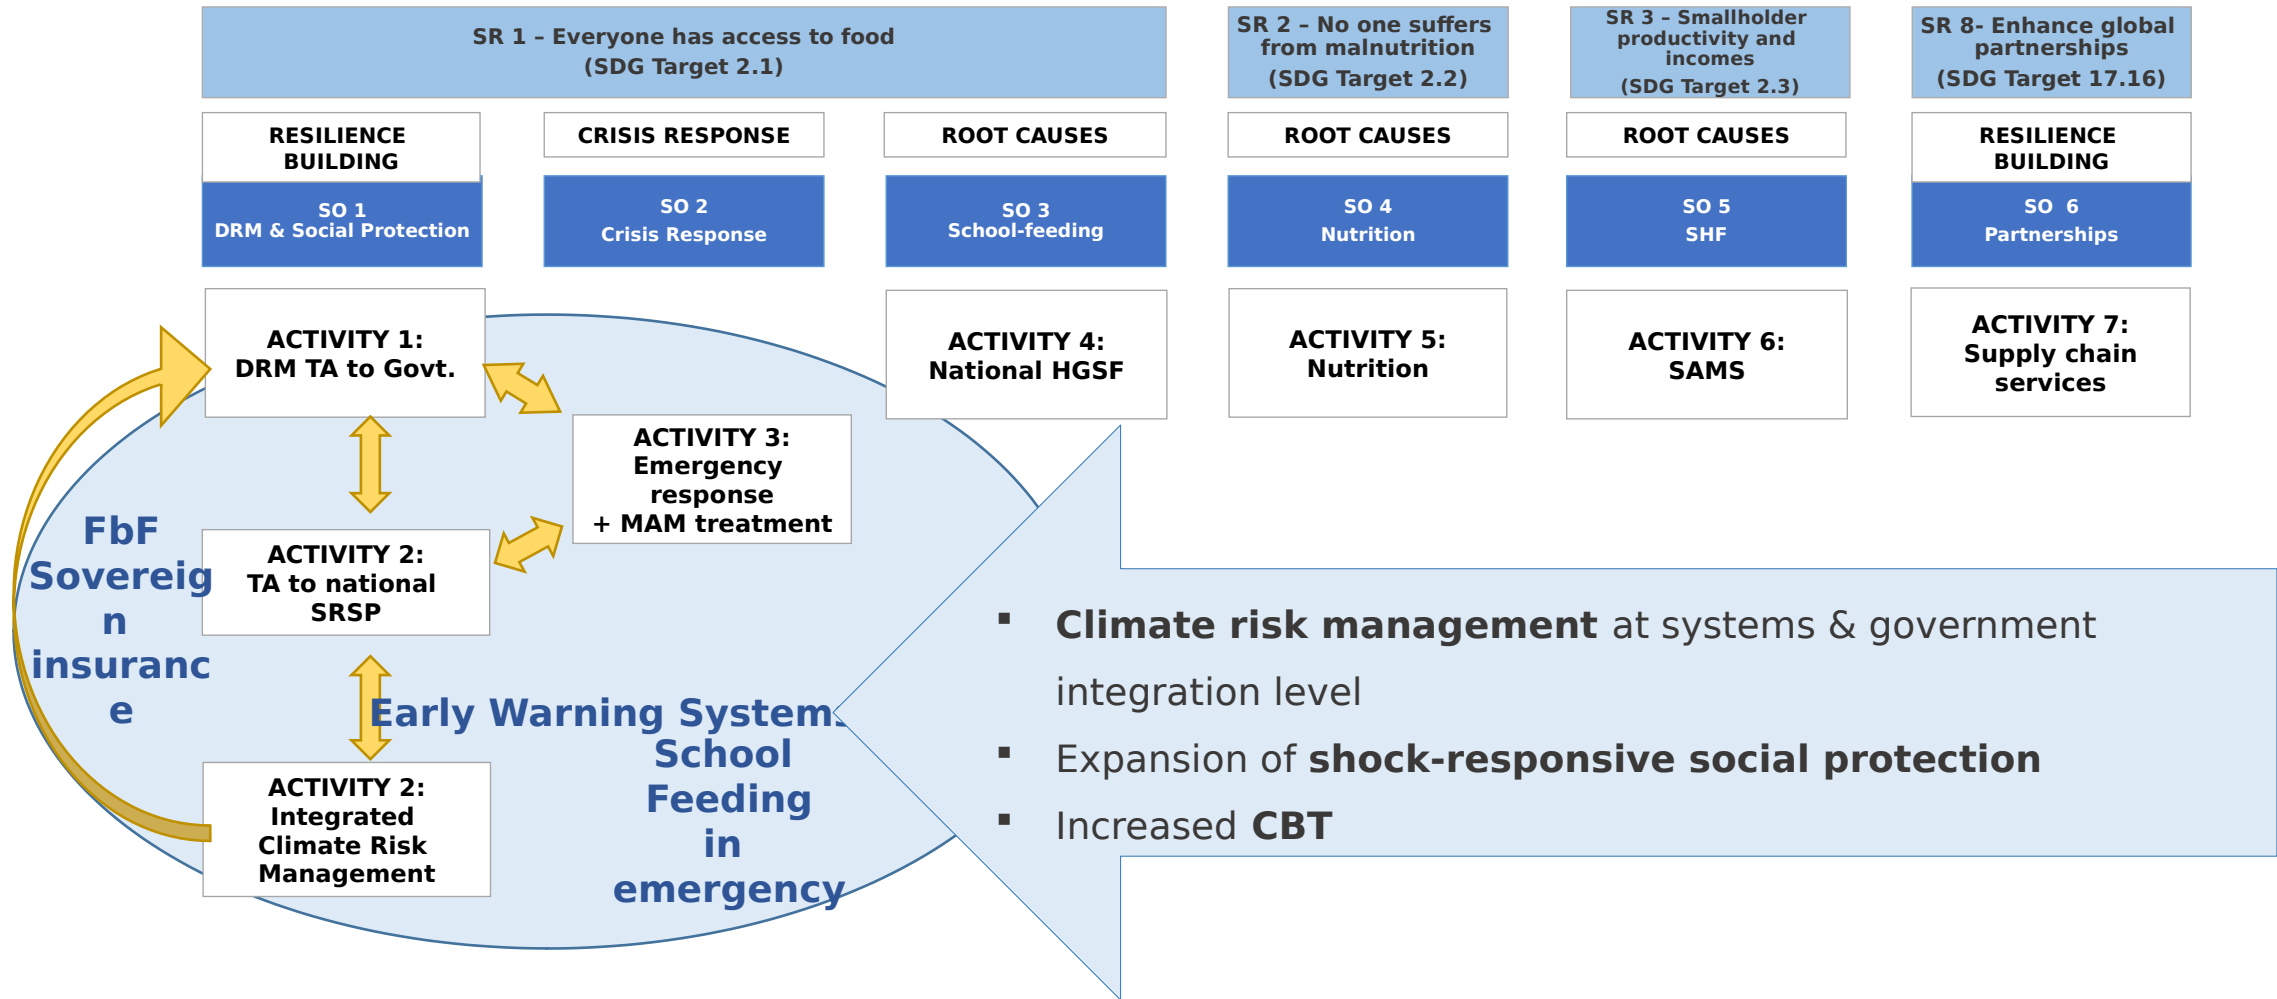 SR 1 – Everyone has access to food
(SDG Target 2.1)
SR 2 – No one suffers
from malnutrition
(SDG Target 2.2)
SR 3 – Smallholder
productivity and
incomes
(SDG Target 2.3)
SR 8- Enhance global
partnerships
(SDG Target 17.16)
RESILIENCE
BUILDING
CRISIS RESPONSE
ROOT CAUSES
ROOT CAUSES
ROOT CAUSES
RESILIENCE
BUILDING
SO 1
DRM & Social Protection
SO 2
Crisis Response
SO 3
School-feeding
SO 4
Nutrition
SO 5
SHF
SO 6
Partnerships
ACTIVITY 1:
DRM TA to Govt.
ACTIVITY 4:
National HGSF
ACTIVITY 5:
Nutrition
ACTIVITY 6:
SAMS
ACTIVITY 7:
Supply chain
services
ACTIVITY 3:
Emergency
response
+ MAM treatment
FbF
Sovereig
n
insuranc
e
ACTIVITY 2:
TA to national
SRSP
Early Warning Systems
School
Feeding
in
emergency
ACTIVITY 2:
Integrated
Climate Risk
Management
▪ Climate risk management at systems & government
integration level
▪ Expansion of shock-responsive social protection
▪ Increased CBT